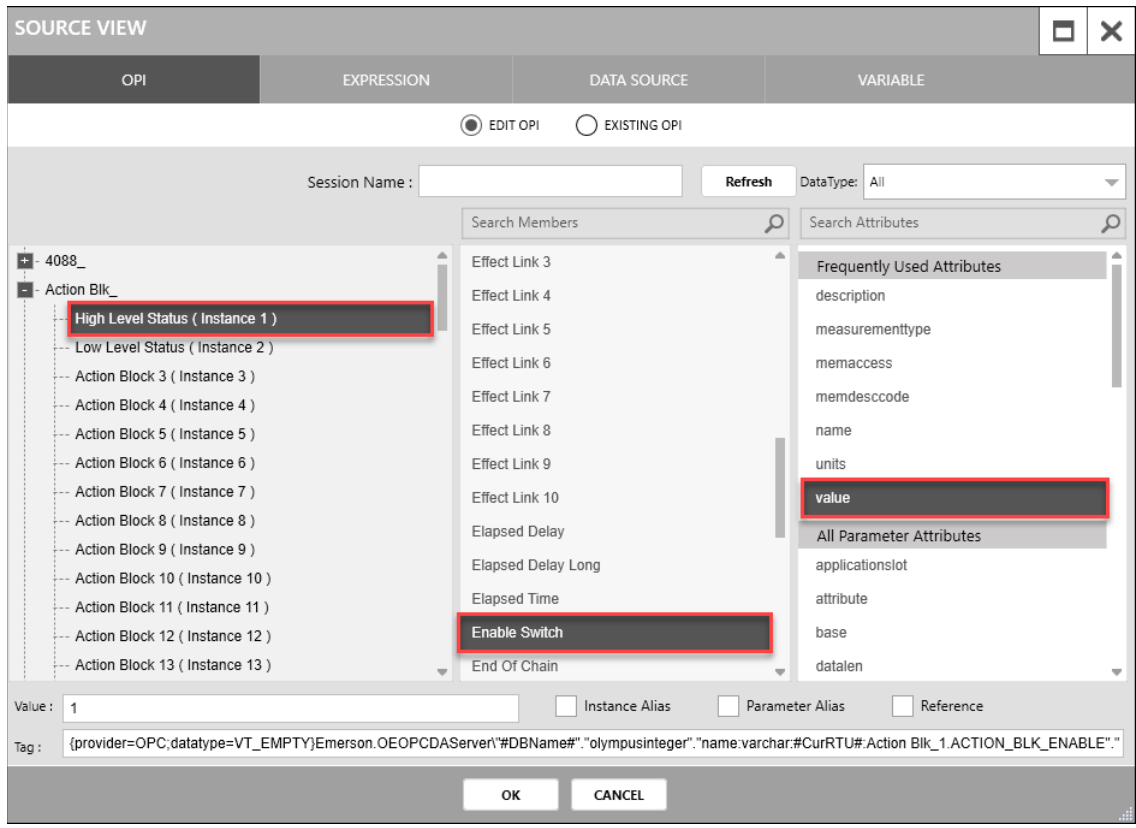 SOURCE VIEW
OPI EXPRESSION DATA SOURCE VARIABLE
EDIT OPI EXISTING OPI
Session Name : Refresh DataType: All
Search Members Search Attributes
4088_
Action Blk_
High Level Status ( Instance 1 )
Low Level Status ( Instance 2 )
Action Block 3 ( Instance 3 )
Action Block 4 ( Instance 4 )
Action Block 5 ( Instance 5 )
Action Block 6 ( Instance 6 )
Action Block 7 ( Instance 7 )
Action Block 8 ( Instance 8 )
Action Block 9 ( Instance 9 )
Action Block 10 ( Instance 10 )
Action Block 11 ( Instance 11 )
Action Block 12 ( Instance 12 )
Action Block 13 ( Instance 13 )
Effect Link 3
Effect Link 4
Effect Link 5
Effect Link 6
Effect Link 7
Effect Link 8
Effect Link 9
Effect Link 10
Elapsed Delay
Elapsed Delay Long
Elapsed Time
Enable Switch
End Of Chain
Frequently Used Attributes
description
measurementtype
memaccess
memdesccode
name
units
value
All Parameter Attributes
applicationslot
attribute
base
datalen
Value : 1 Instance Alias Parameter Alias Reference
Tag : {provider=OPC;datatype=VT_EMPTY}Emerson.OEOPCDAServer\"#DBName#"."olympusinteger"."name:varchar:#CurRTU#:Action Blk_1.ACTION_BLK_ENABLE"."
OK CANCEL